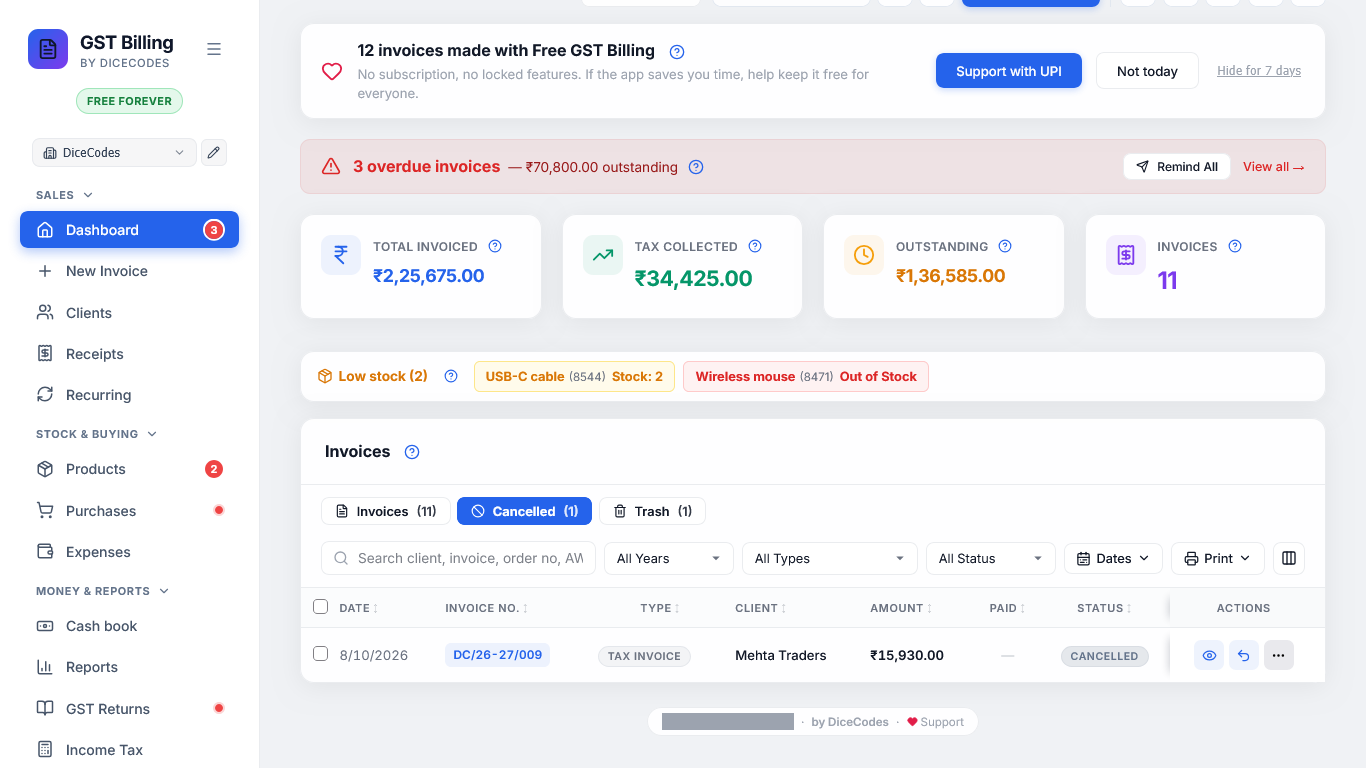 GST Billing
BY DICECODES
FREE FOREVER
DiceCodes
SALES
Dashboard 3
New Invoice
Clients
Receipts
Recurring
STOCK & BUYING
Products 2
Purchases
Expenses
MONEY & REPORTS
Cash book
Reports
GST Returns
Income Tax
12 invoices made with Free GST Billing
No subscription, no locked features. If the app saves you time, help keep it free for
everyone.
Support with UPI
Not today
Hide for 7 days
3 overdue invoices — ₹70,800.00 outstanding
Remind All
View all →
TOTAL INVOICED
₹2,25,675.00
TAX COLLECTED
₹34,425.00
OUTSTANDING
₹1,36,585.00
INVOICES
11
Low stock (2)
USB-C cable (8544) Stock: 2
Wireless mouse (8471) Out of Stock
Invoices
Invoices (11)
Cancelled (1)
Trash (1)
Search client, invoice, order no, AW
All Years
All Types
All Status
Dates
Print
DATE INVOICE NO. TYPE CLIENT AMOUNT PAID STATUS ACTIONS
8/10/2026 DC/26-27/009 TAX INVOICE Mehta Traders ₹15,930.00 — CANCELLED
· by DiceCodes · Support